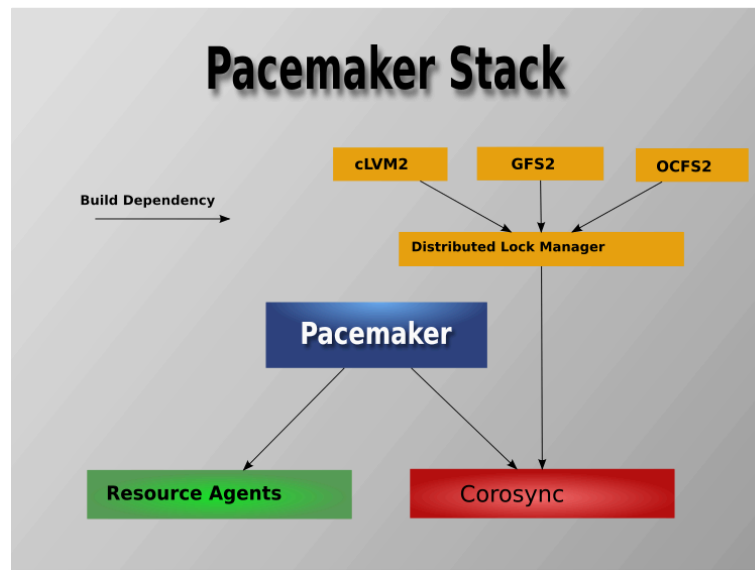 Pacemaker Stack
cLVM2
GFS2
OCFS2
Build Dependency
Distributed Lock Manager
Pacemaker
Resource Agents
Corosync